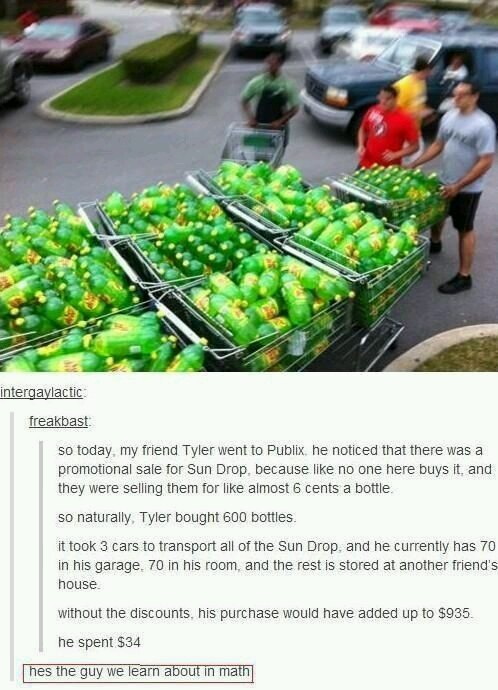 intergaylactic:
freakbast:
so today, my friend Tyler went to Publix. he noticed that there was a
promotional sale for Sun Drop, because like no one here buys it, and
they were selling them for like almost 6 cents a bottle.
so naturally, Tyler bought 600 bottles.
it took 3 cars to transport all of the Sun Drop, and he currently has 70
in his garage, 70 in his room, and the rest is stored at another friend's
house.
without the discounts, his purchase would have added up to $935.
he spent $34
hes the guy we learn about in math